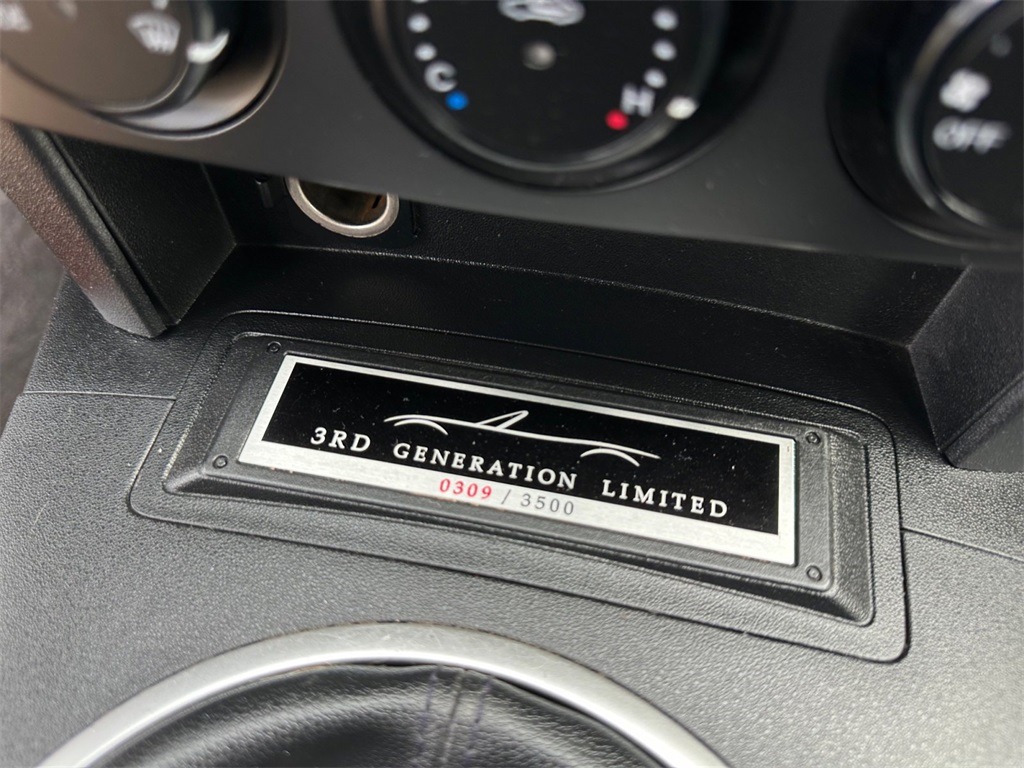 C
H
OFF
3RD GENERATION LIMITED
0309 / 3500